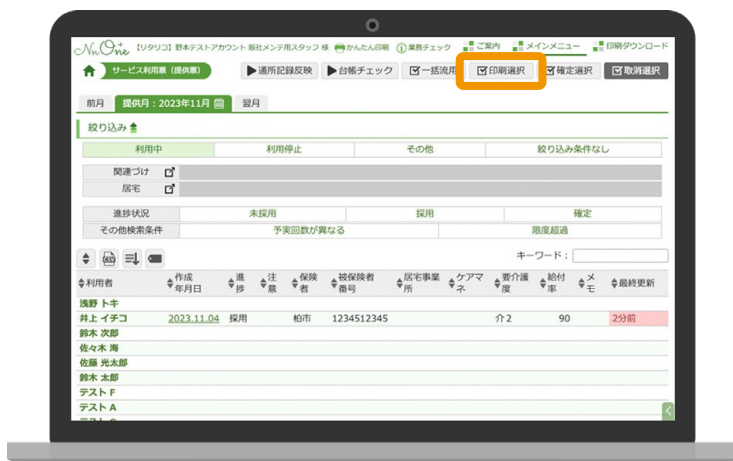 NnOne 【リタリコ】野本テストアカウント 販社メンテ用スタッフ 様 かんたん印刷 業務チェック ご案内 メインメニュー 印刷ダウンロード
サービス利用票（提供票） ▶通所記録反映 ▶台帳チェック 一括流用 印刷選択 確定選択 取消選択
前月 提供月：2023年11月 翌月
絞り込み
利用中 利用停止 その他 絞り込み条件なし
関連づけ
居宅
進捗状況 未採用 採用 確定
その他検索条件 予実回数が異なる 限度超過
キーワード：
利用者 作成年月日 進捗 注意 保険者 被保険者番号 居宅事業所 ケアマネ 要介護度 給付率 メモ 最終更新
浅野 トキ
井上 イチコ 2023.11.04 採用 柏市 1234512345 介2 90 2分前
鈴木 次郎
佐々木 海
佐藤 光太郎
鈴木 太郎
テスト F
テスト A